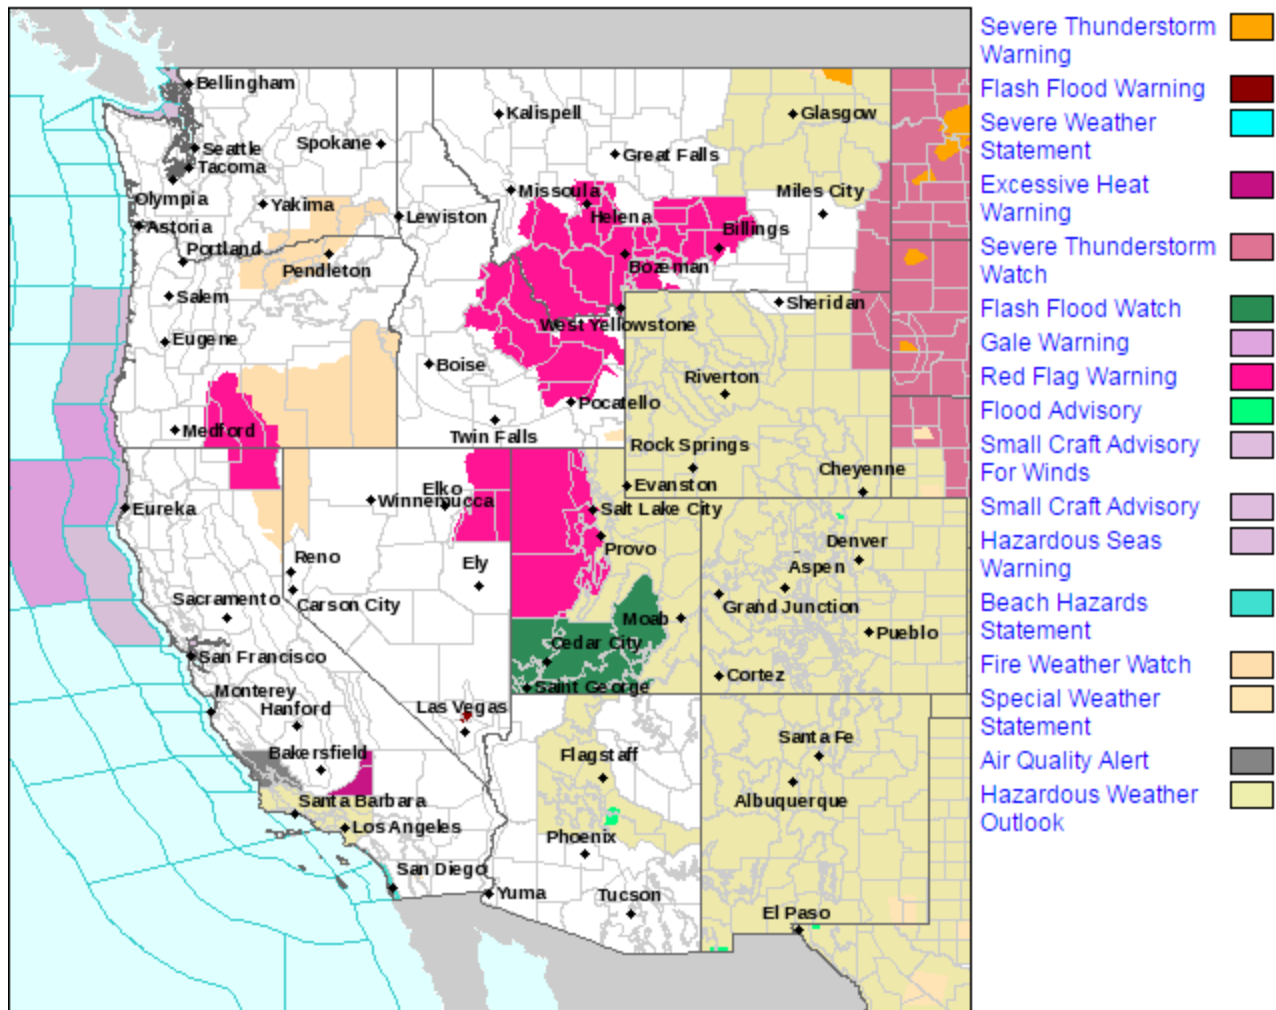 Bellingham
Kalispell
Glasgow
Seattle
Spokane
Great Falls
Tacoma
Missoula
Miles City
Olympia
Yakima
Lewiston
Helena
Astoria
Billings
Portland
Pendleton
Bozeman
Salem
Sheridan
West Yellowstone
Eugene
Boise
Riverton
Pocatello
Medford
Twin Falls
Rock Springs
Cheyenne
Elko
Evanston
Winnemucca
Eureka
Salt Lake City
Denver
Provo
Reno
Ely
Aspen
Sacramento
Carson City
Grand Junction
Moab
Pueblo
Cedar City
San Francisco
Cortez
Saint George
Monterey
Hanford
Las Vegas
Santa Fe
Bakersfield
Flagstaff
Santa Barbara
Albuquerque
Los Angeles
Phoenix
San Diego
Yuma
Tucson
El Paso
Severe Thunderstorm
Warning
Flash Flood Warning
Severe Weather
Statement
Excessive Heat
Warning
Severe Thunderstorm
Watch
Flash Flood Watch
Gale Warning
Red Flag Warning
Flood Advisory
Small Craft Advisory
For Winds
Small Craft Advisory
Hazardous Seas
Warning
Beach Hazards
Statement
Fire Weather Watch
Special Weather
Statement
Air Quality Alert
Hazardous Weather
Outlook